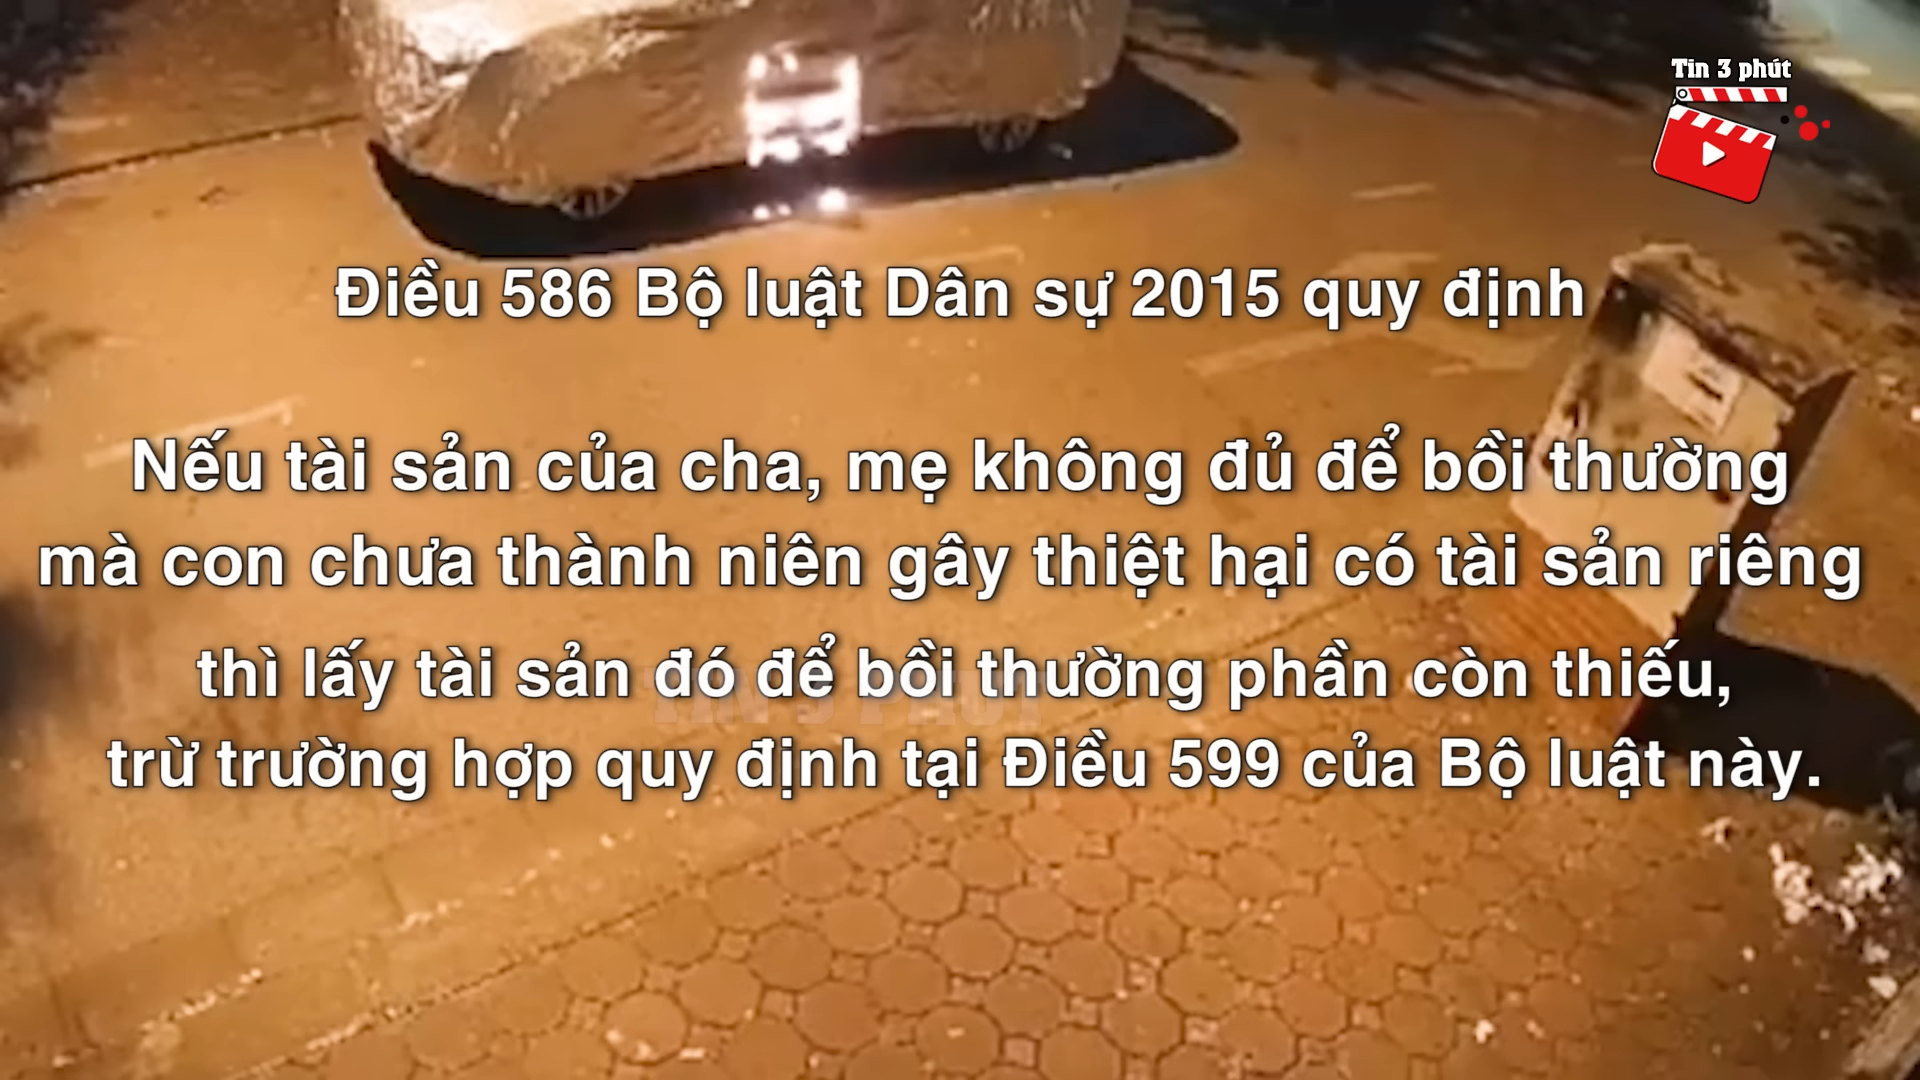 Tin 3 phút
Điều 586 Bộ luật Dân sự 2015 quy định
Nếu tài sản của cha, mẹ không đủ để bồi thường
mà con chưa thành niên gây thiệt hại có tài sản riêng
thì lấy tài sản đó để bồi thường phần còn thiếu,
TIN 3 PHÚT
trừ trường hợp quy định tại Điều 599 của Bộ luật này.